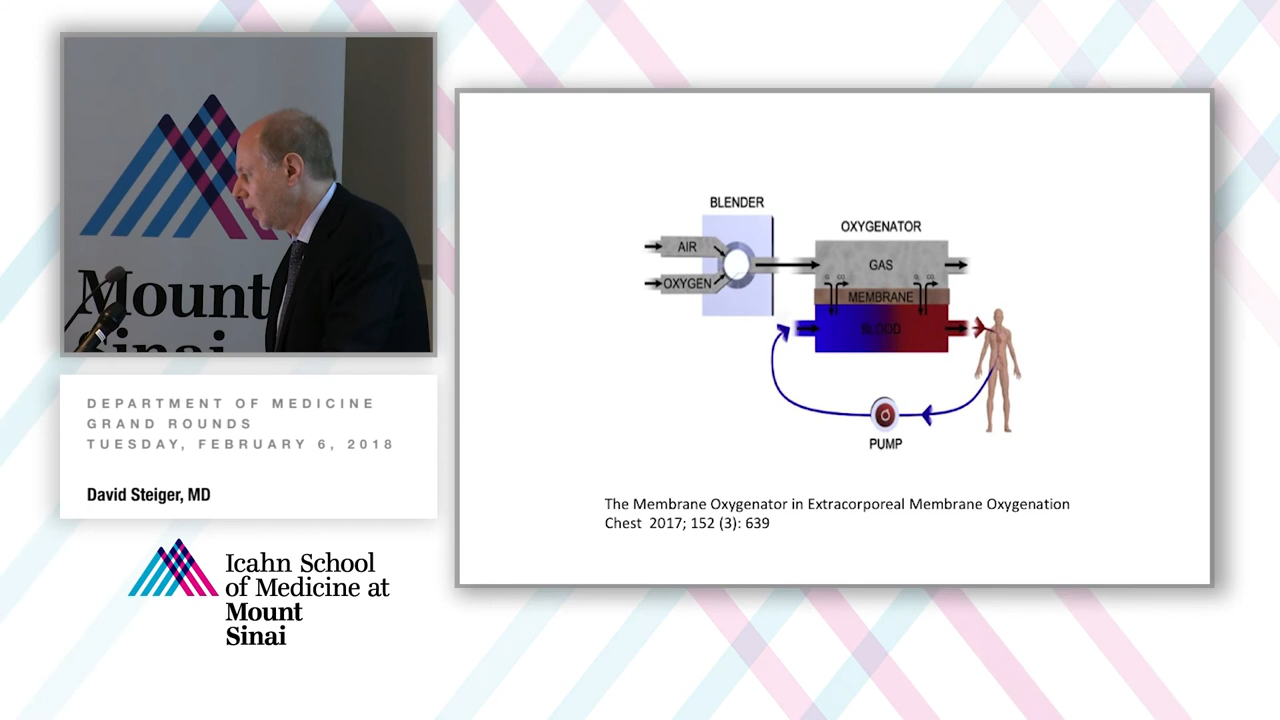 Mount
Sinai
DEPARTMENT OF MEDICINE
GRAND ROUNDS
TUESDAY, FEBRUARY 6, 2018
David Steiger, MD
Icahn School
of Medicine at
Mount
Sinai
BLENDER
OXYGENATOR
AIR
GAS
OXYGEN
MEMBRANE
BLOOD
PUMP
The Membrane Oxygenator in Extracorporeal Membrane Oxygenation
Chest 2017; 152 (3): 639